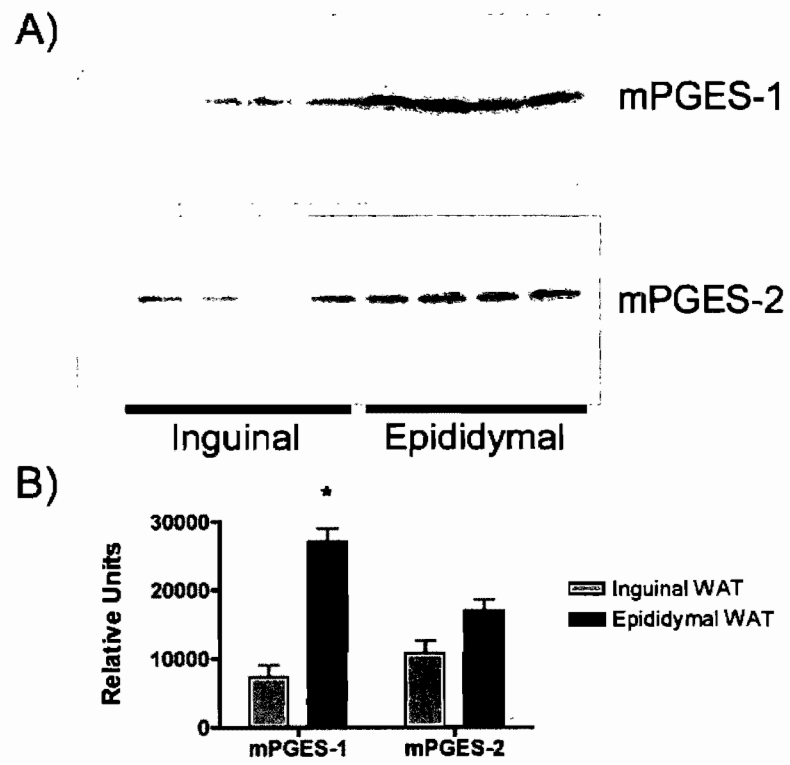 A)
mPGES-1
mPGES-2
Inguinal
Epididymal
B)
*
30000
20000
10000
0
Relative Units
mPGES-1
mPGES-2
Inguinal WAT
Epididymal WAT